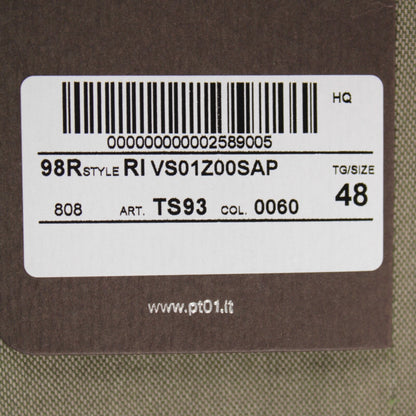 HQ
000000000002589005
98R STYLE RI VS01Z00SAP TG/SIZE
808 ART. TS93 COL. 0060 48
www.pt01.it